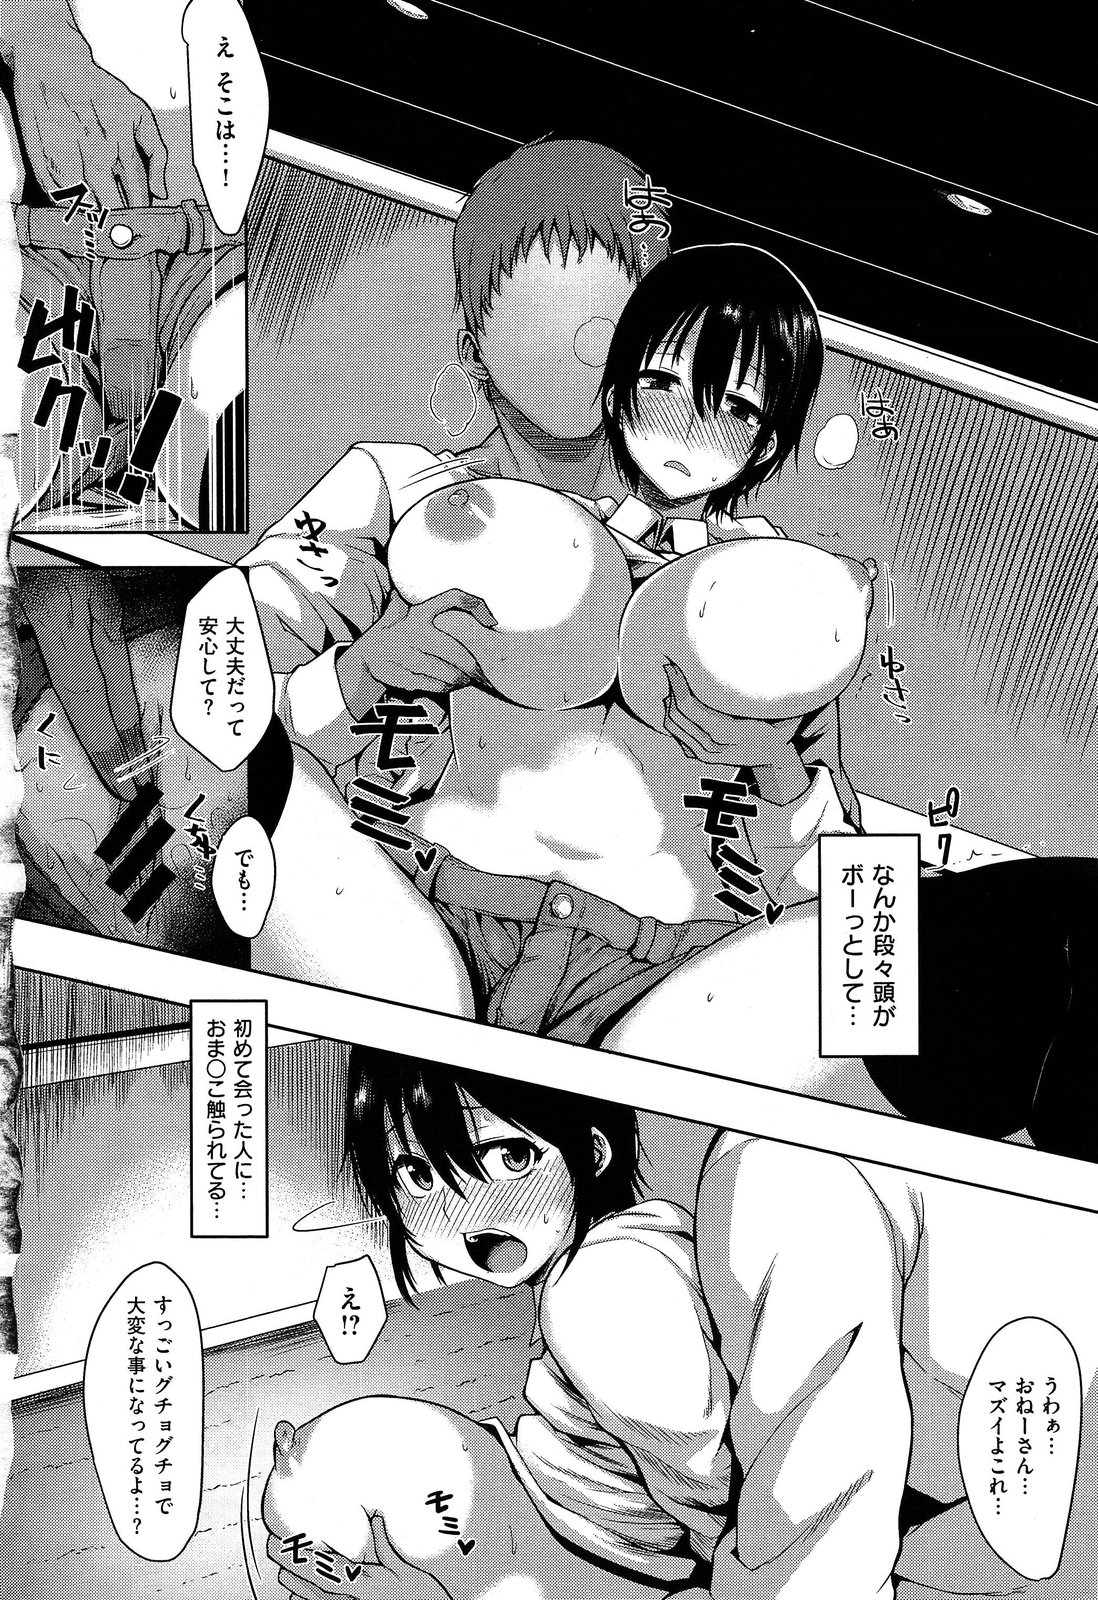 はぁ…
はぁ
ゆさ
っ
ゆさっ
モミ♥
モミ♥
ピク
なんか段々頭が
ボーっとして…
え そこは…！
スッ…
ビクッ！
大丈夫だって
安心して？
くに
くちゅ…
でも…
うわぁ…
おねーさん…
マズイよこれ…
初めて会った人に…
おま○こ触られてる…
え!?
モミ
モミ♥
すっごいグチョグチョで
大変な事になってるよ…？